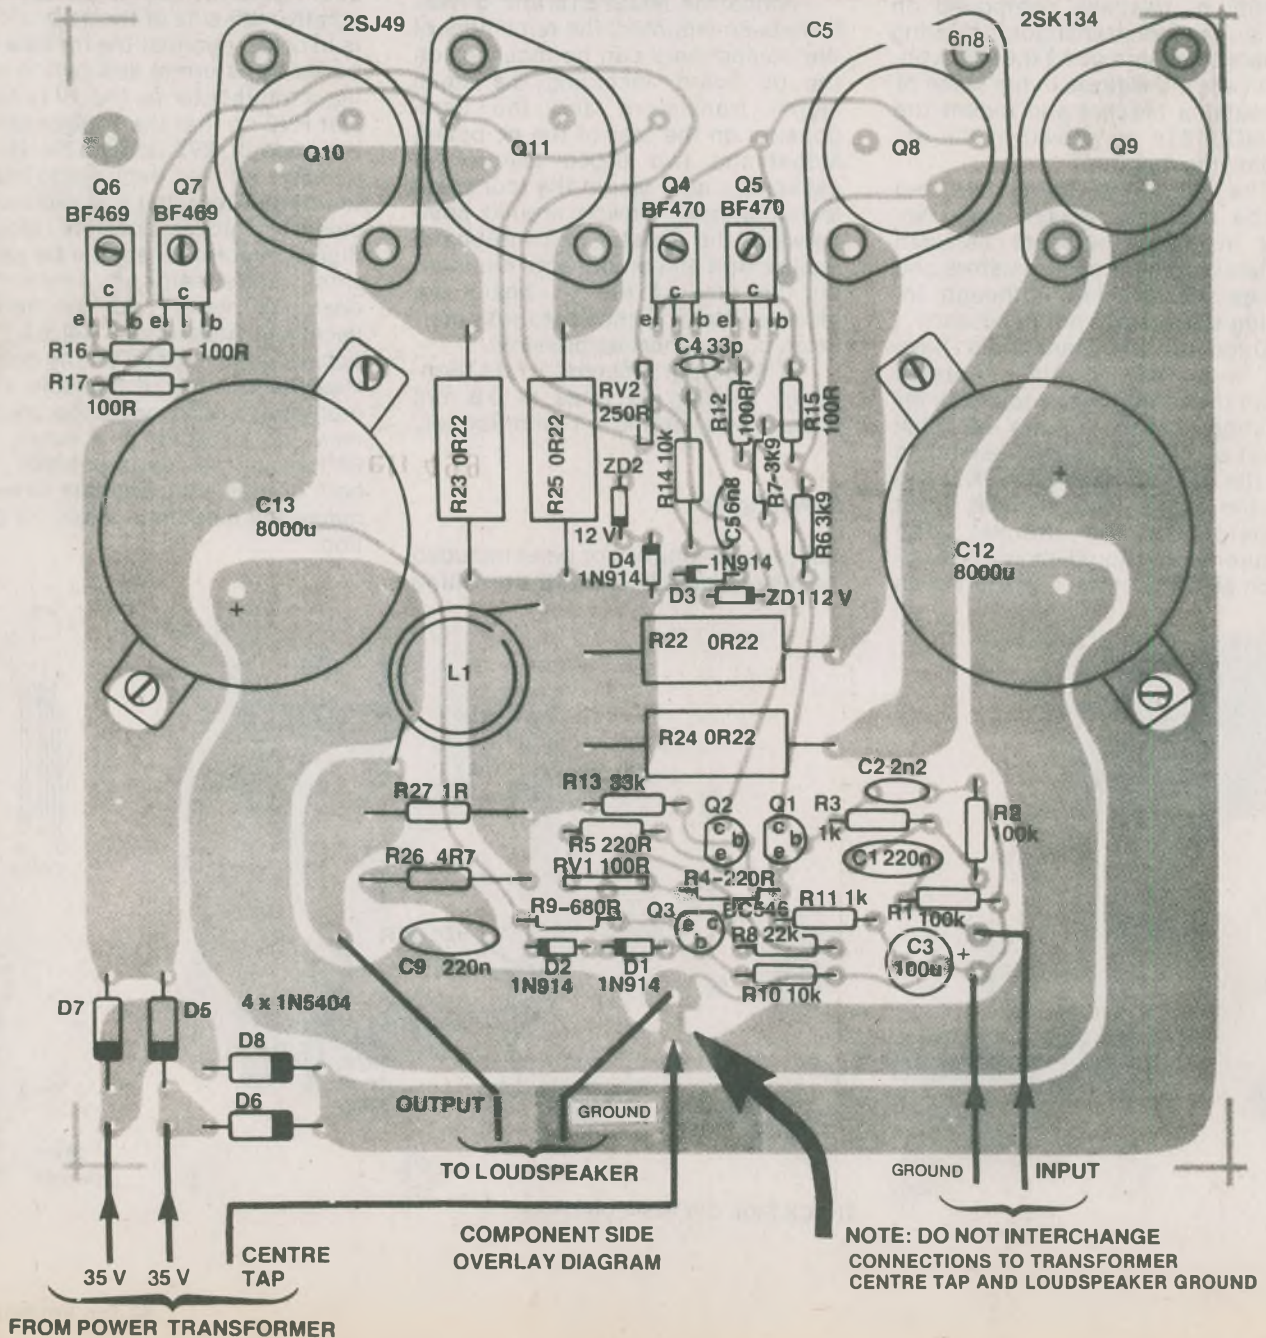 2SJ49
C5
6n8
2SK134
Q10
Q11
Q8
Q9
Q6
BF469
Q7
BF469
Q4
BF470
Q5
BF470
c
c
c
c
e b e b
e b e b
R16 100R
R17
100R
C4 33p
RV2
250R
R12 100R
R15 100R
R23 0R22
R25 0R22
ZD2
12 V
R14 10k
C5 6n8
R7-3k9
R6 3k9
C13
8000u
+
+
C12
8000u
D4
1N914
1N914
D3
ZD1 12 V
L1
R22 0R22
R24 0R22
C2 2n2
R13 33k
R27 1R
Q2
c
b
e
Q1
c
b
e
R3
1k
R2
100k
R5 220R
C1 220n
R26 4R7
RV1 100R
R4-220R
R11 1k
R1 100k
R9-680R
Q3
e c
b
BC546
R8 22k
C3
100u
+
C9 220n
D2
1N914
D1
1N914
R10 10k
D7
D5
4 x 1N5404
D8
D6
OUTPUT
GROUND
TO LOUDSPEAKER
GROUND
INPUT
COMPONENT SIDE
OVERLAY DIAGRAM
NOTE: DO NOT INTERCHANGE
CONNECTIONS TO TRANSFORMER
CENTRE TAP AND LOUDSPEAKER GROUND
35 V
35 V
CENTRE
TAP
FROM POWER TRANSFORMER